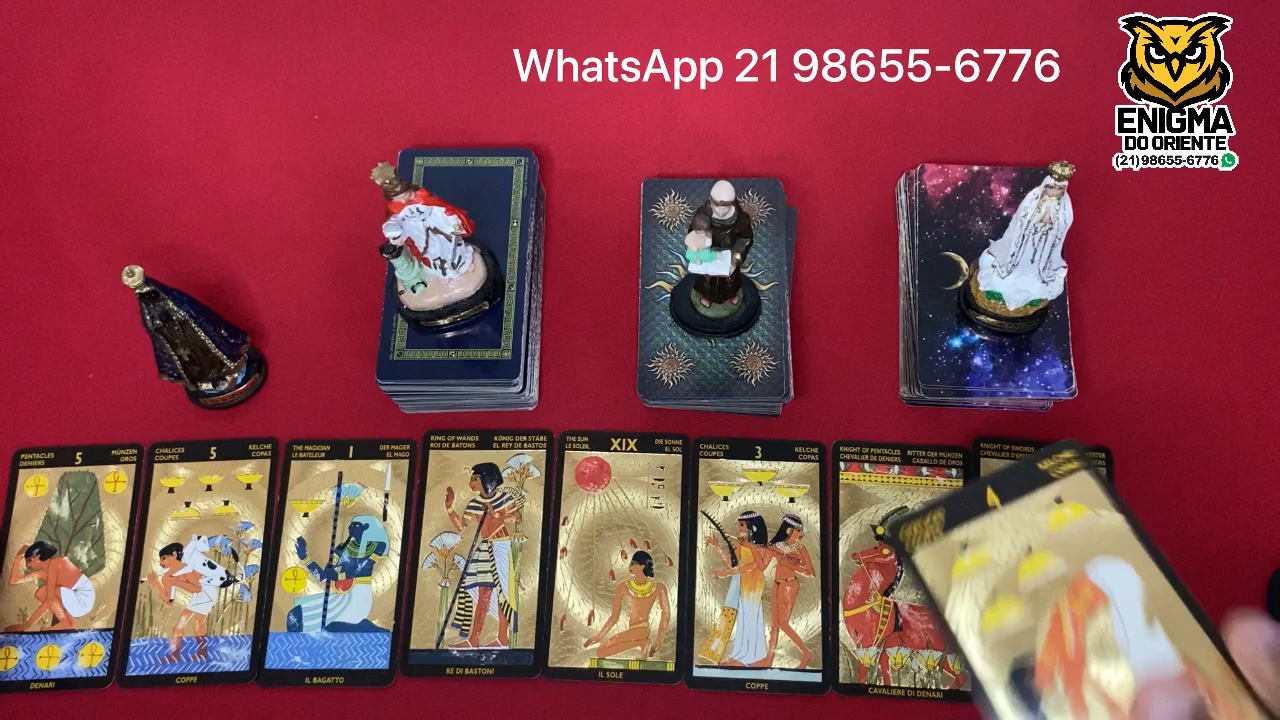 WhatsApp 21 98655-6776
ENIGMA
DO ORIENTE
(21)98655-6776
PENTACLES
DENIERS
5
MÜNZEN
OROS
DENARI
CHALICES
COUPES
5
KELCHE
COPAS
COPPE
THE MAGICIAN
LE BATELEUR
I
DER MAGIER
EL MAGO
IL BAGATTO
KING OF WANDS
ROI DE BATONS
KÖNIG DER STÄBE
EL REY DE BASTOS
RE DI BASTONI
THE SUN
LE SOLEIL
XIX
DIE SONNE
EL SOL
IL SOLE
CHALICES
COUPES
3
KELCHE
COPAS
COPPE
KNIGHT OF PENTACLES
CHEVALIER DE DENIERS
RITTER DER MÜNZEN
CABALLO DE OROS
CAVALIERE DI DENARI
KNIGHT OF SWORDS